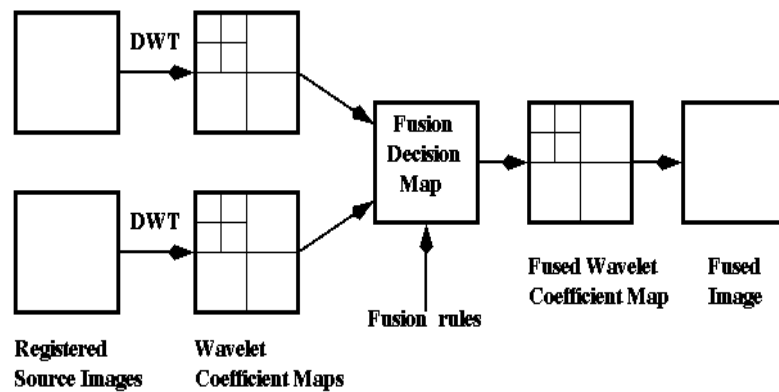 DWT
Fusion
Decision
Map
DWT
Fused Wavelet
Coefficient Map
Fused
Image
Fusion rules
Registered
Source Images
Wavelet
Coefficient Maps